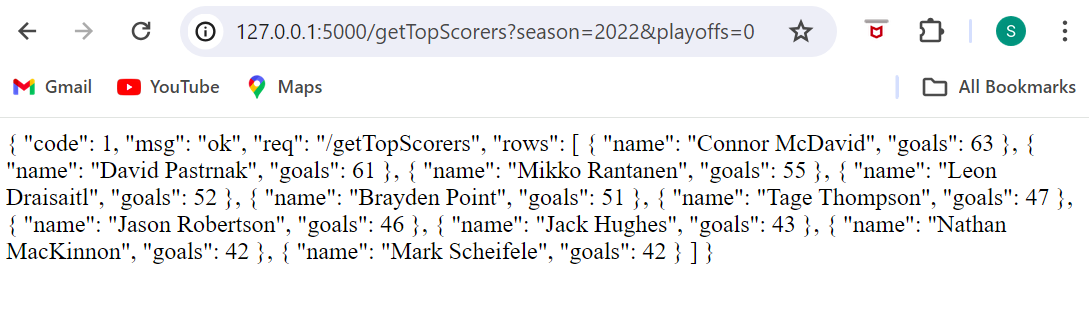 127.0.0.1:5000/getTopScorers?season=2022&playoffs=0
S
Gmail YouTube Maps All Bookmarks
{ "code": 1, "msg": "ok", "req": "/getTopScorers", "rows": [ { "name": "Connor McDavid", "goals": 63 }, {
"name": "David Pastrnak", "goals": 61 }, { "name": "Mikko Rantanen", "goals": 55 }, { "name": "Leon
Draisaitl", "goals": 52 }, { "name": "Brayden Point", "goals": 51 }, { "name": "Tage Thompson", "goals": 47 },
{ "name": "Jason Robertson", "goals": 46 }, { "name": "Jack Hughes", "goals": 43 }, { "name": "Nathan
MacKinnon", "goals": 42 }, { "name": "Mark Scheifele", "goals": 42 } ] }